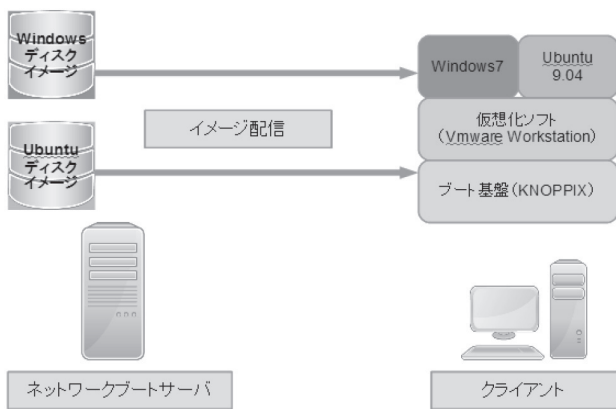 Windows
ディスク
イメージ
Windows7
Ubuntu
9.04
イメージ配信
仮想化ソフト
(Vmware Workstation)
Ubuntu
ディスク
イメージ
ブート基盤(KNOPPIX)
ネットワークブートサーバ
クライアント